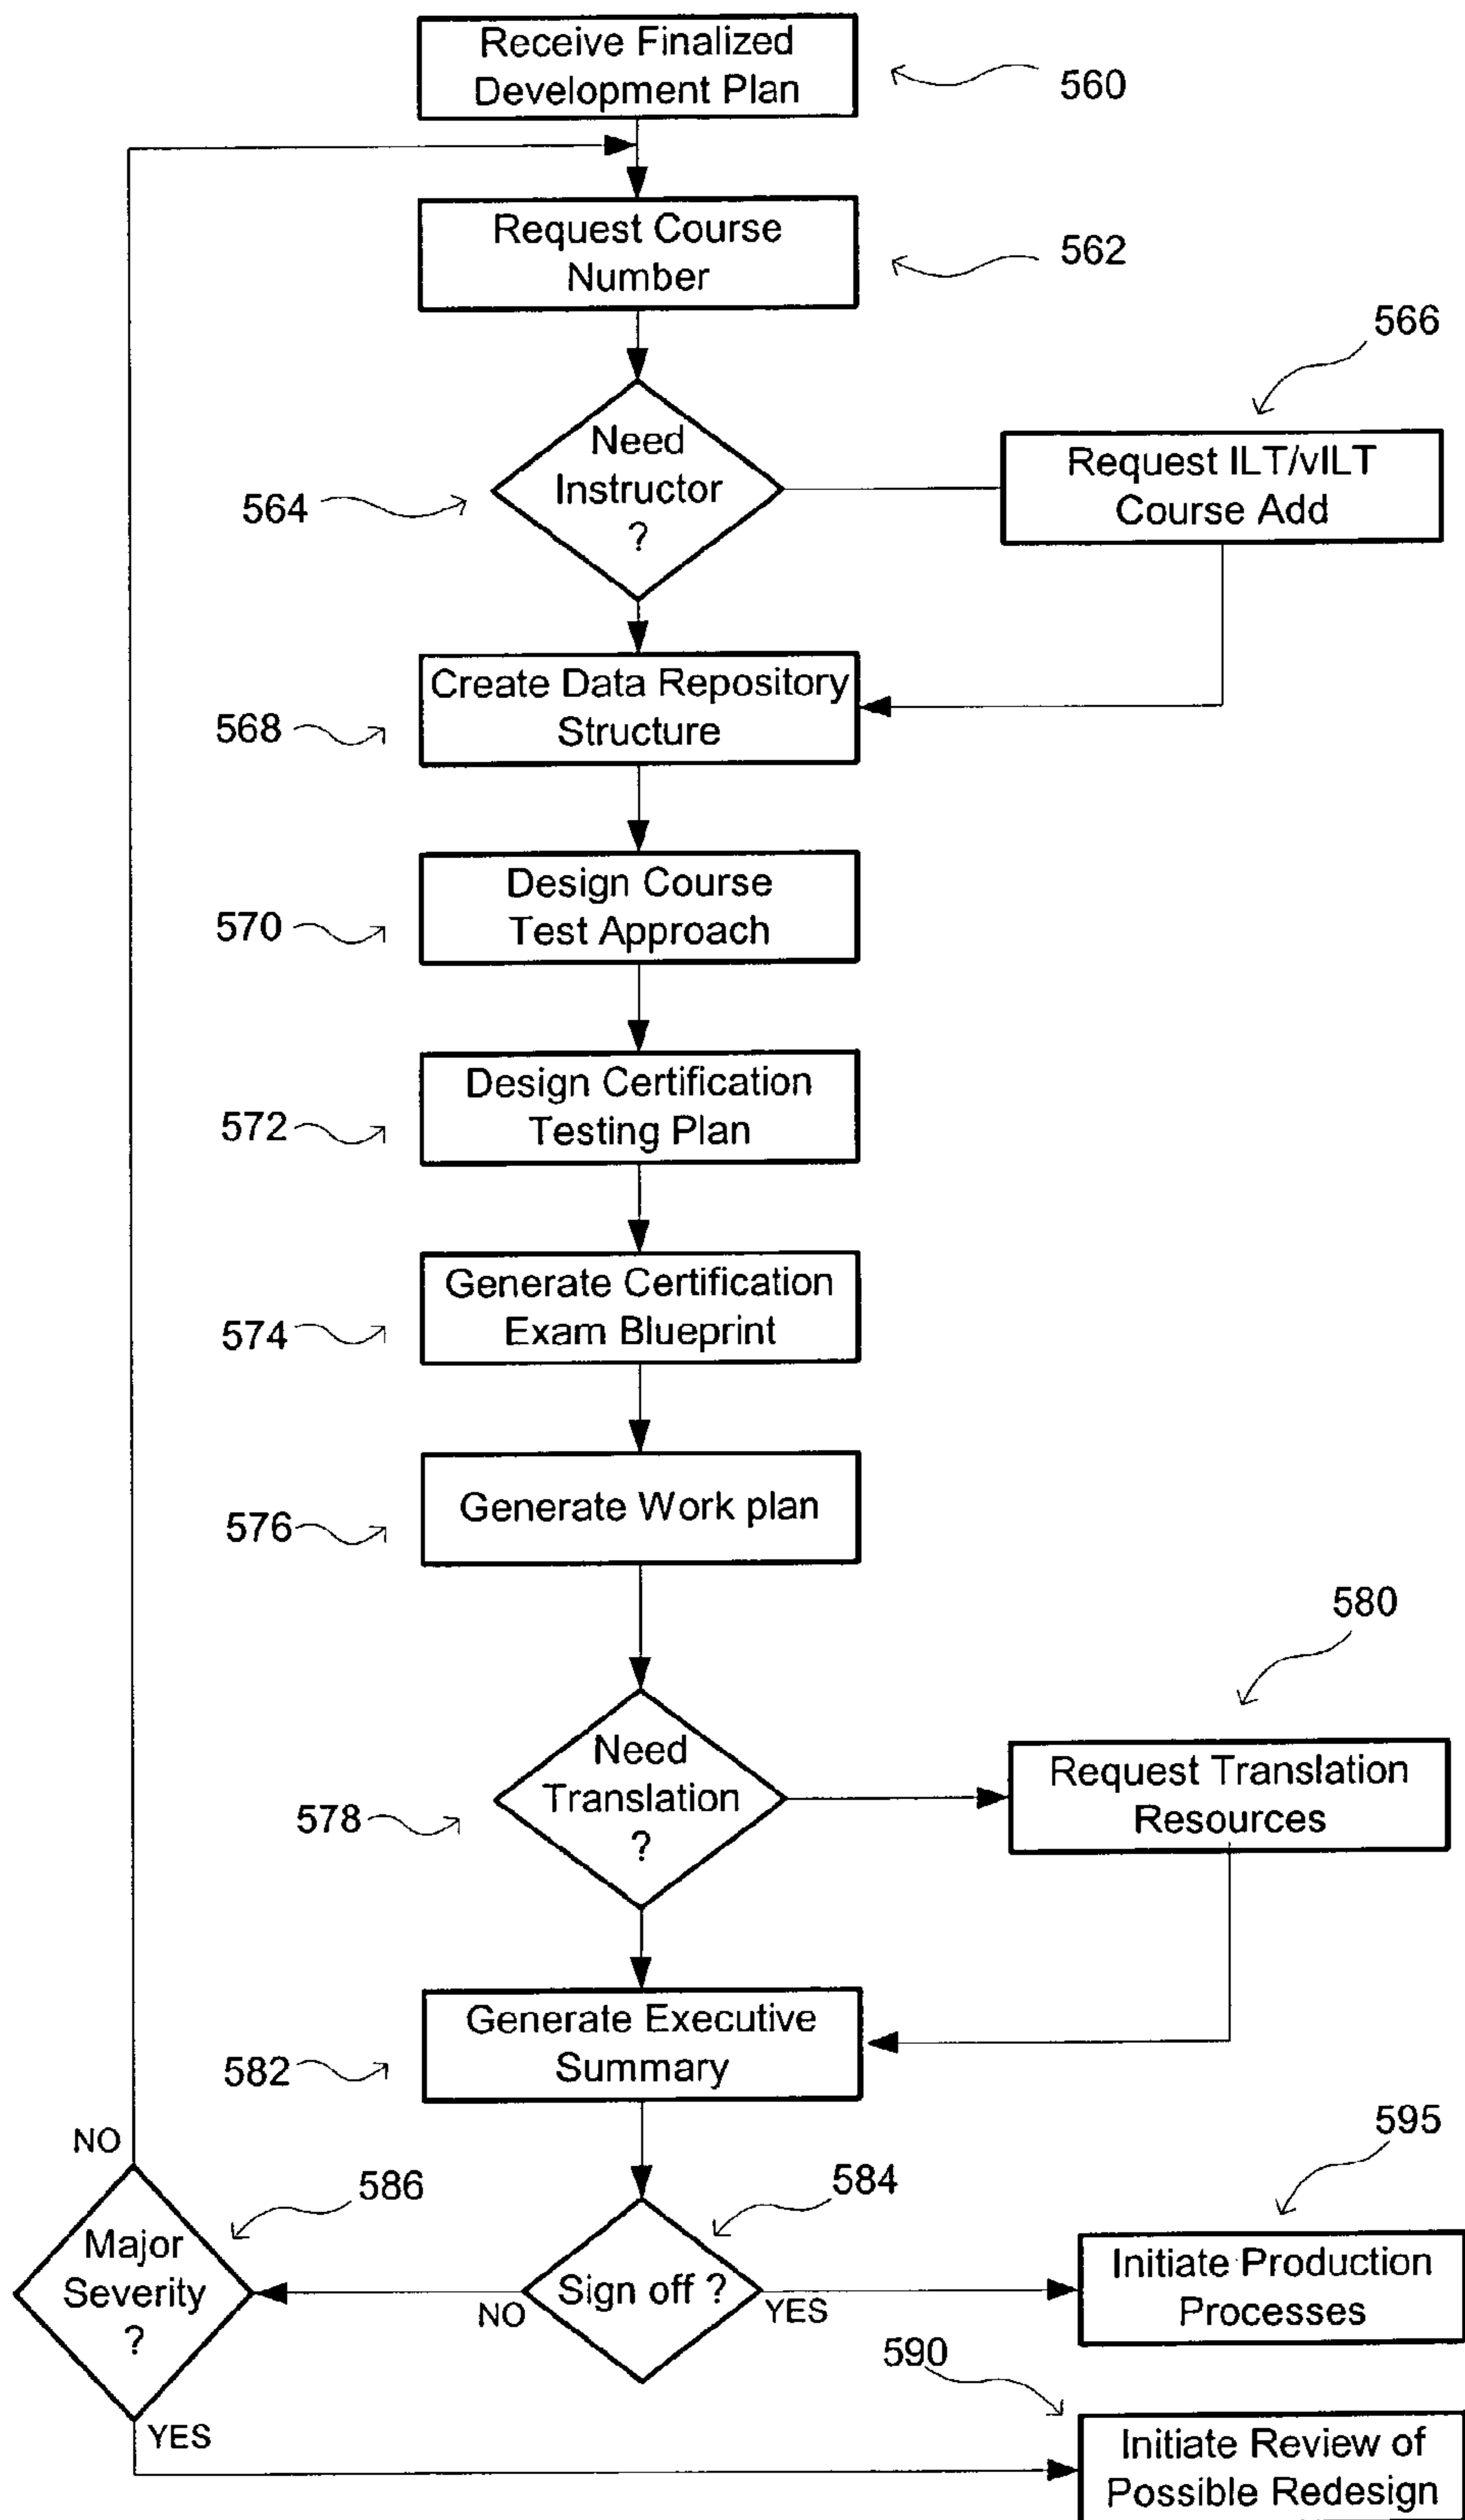 Receive Finalized
Development Plan
560
Request Course
Number
562
566
Need
Instructor
?
564
Request ILT/vILT
Course Add
Create Data Repository
Structure
568
Design Course
Test Approach
570
Design Certification
Testing Plan
572
Generate Certification
Exam Blueprint
574
Generate Work plan
576
580
Need
Translation
?
578
Request Translation
Resources
Generate Executive
Summary
582
NO
586
584
595
Major
Severity
?
Sign off ?
NO
YES
Initiate Production
Processes
590
YES
Initiate Review of
Possible Redesign